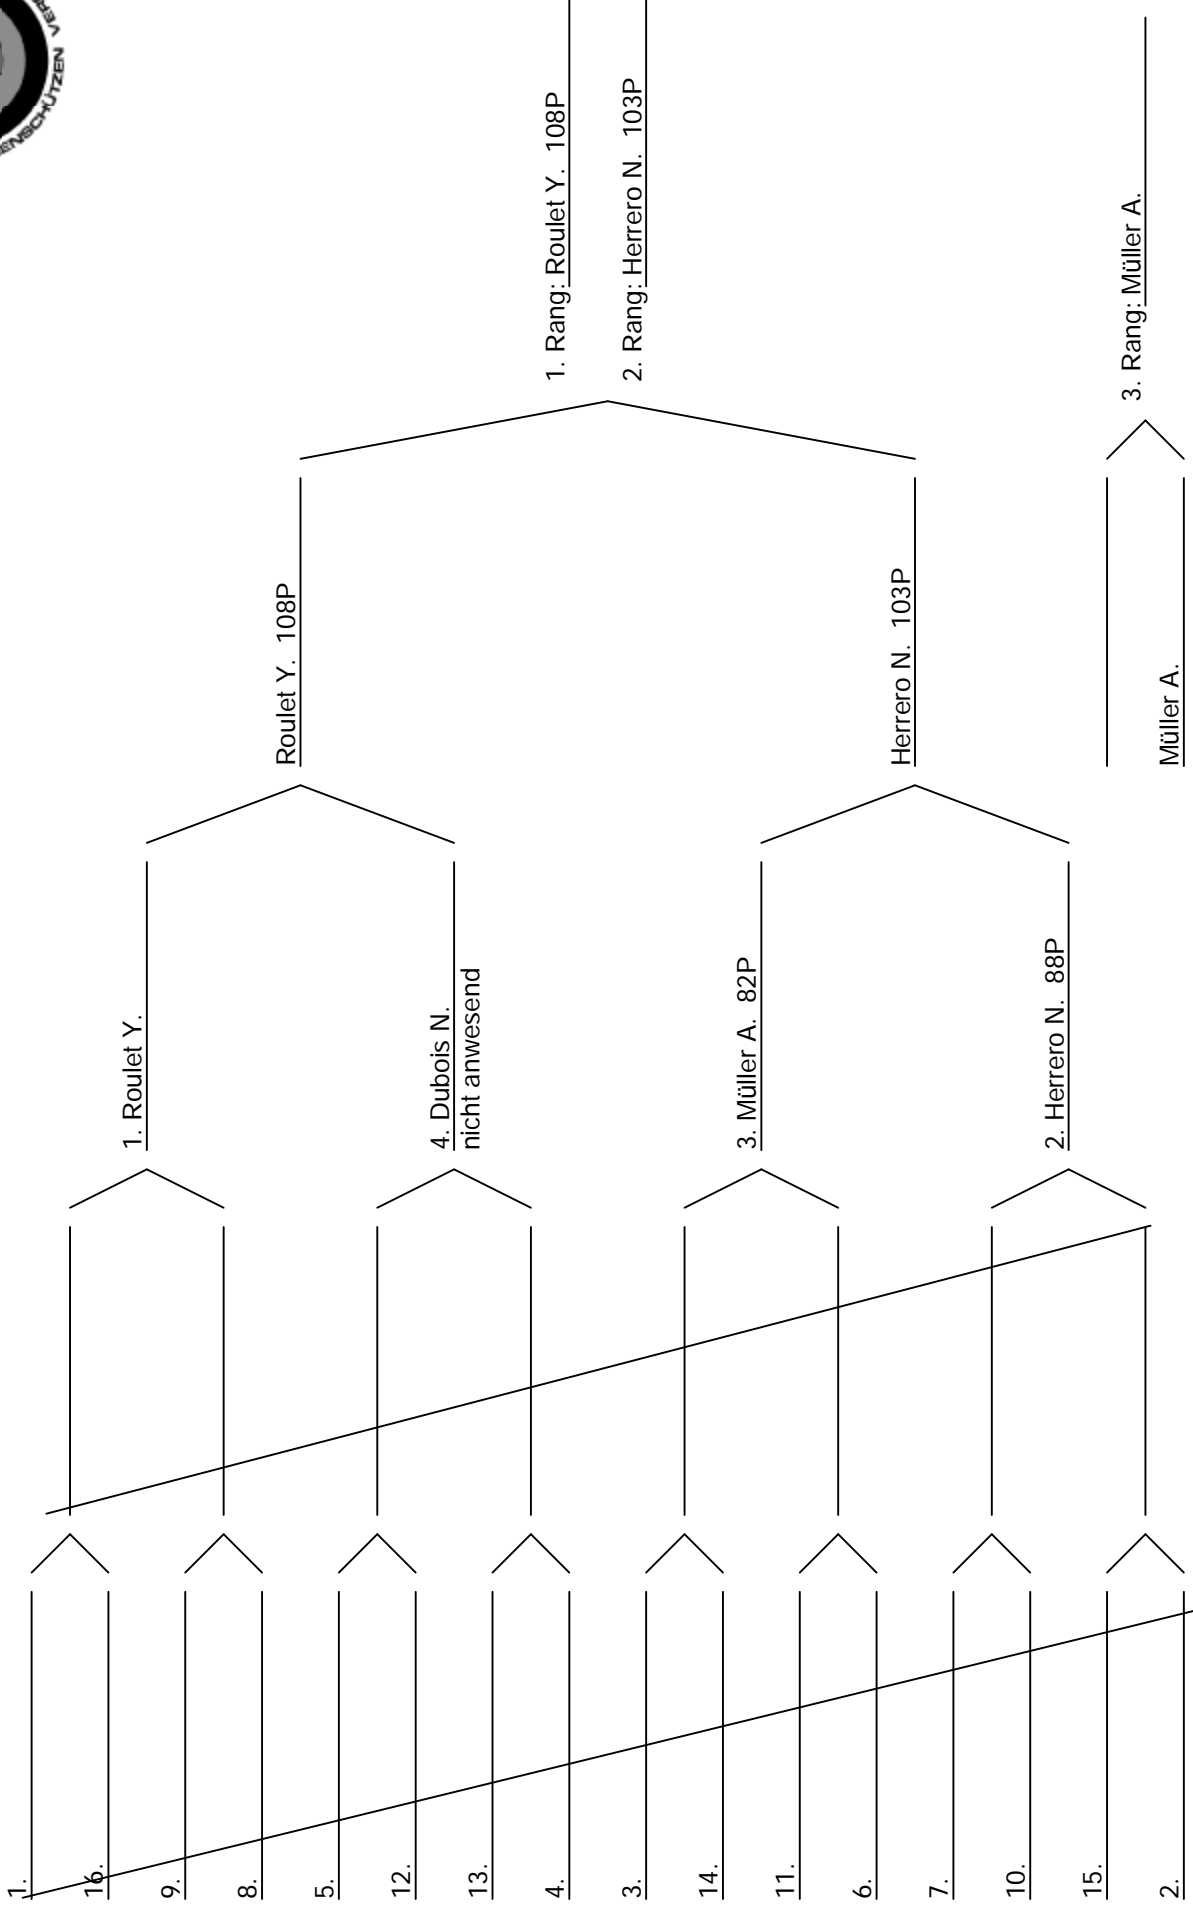 ENSCHÜTZEN VER
1.
16.
9.
8.
5.
12.
13.
4.
3.
14.
11.
6.
7.
10.
15.
2.
1. Roulet Y.
4. Dubois N.
nicht anwesend
3. Müller A. 82P
2. Herrero N. 88P
Roulet Y. 108P
Herrero N. 103P
Müller A.
1. Rang: Roulet Y. 108P
2. Rang: Herrero N. 103P
3. Rang: Müller A.